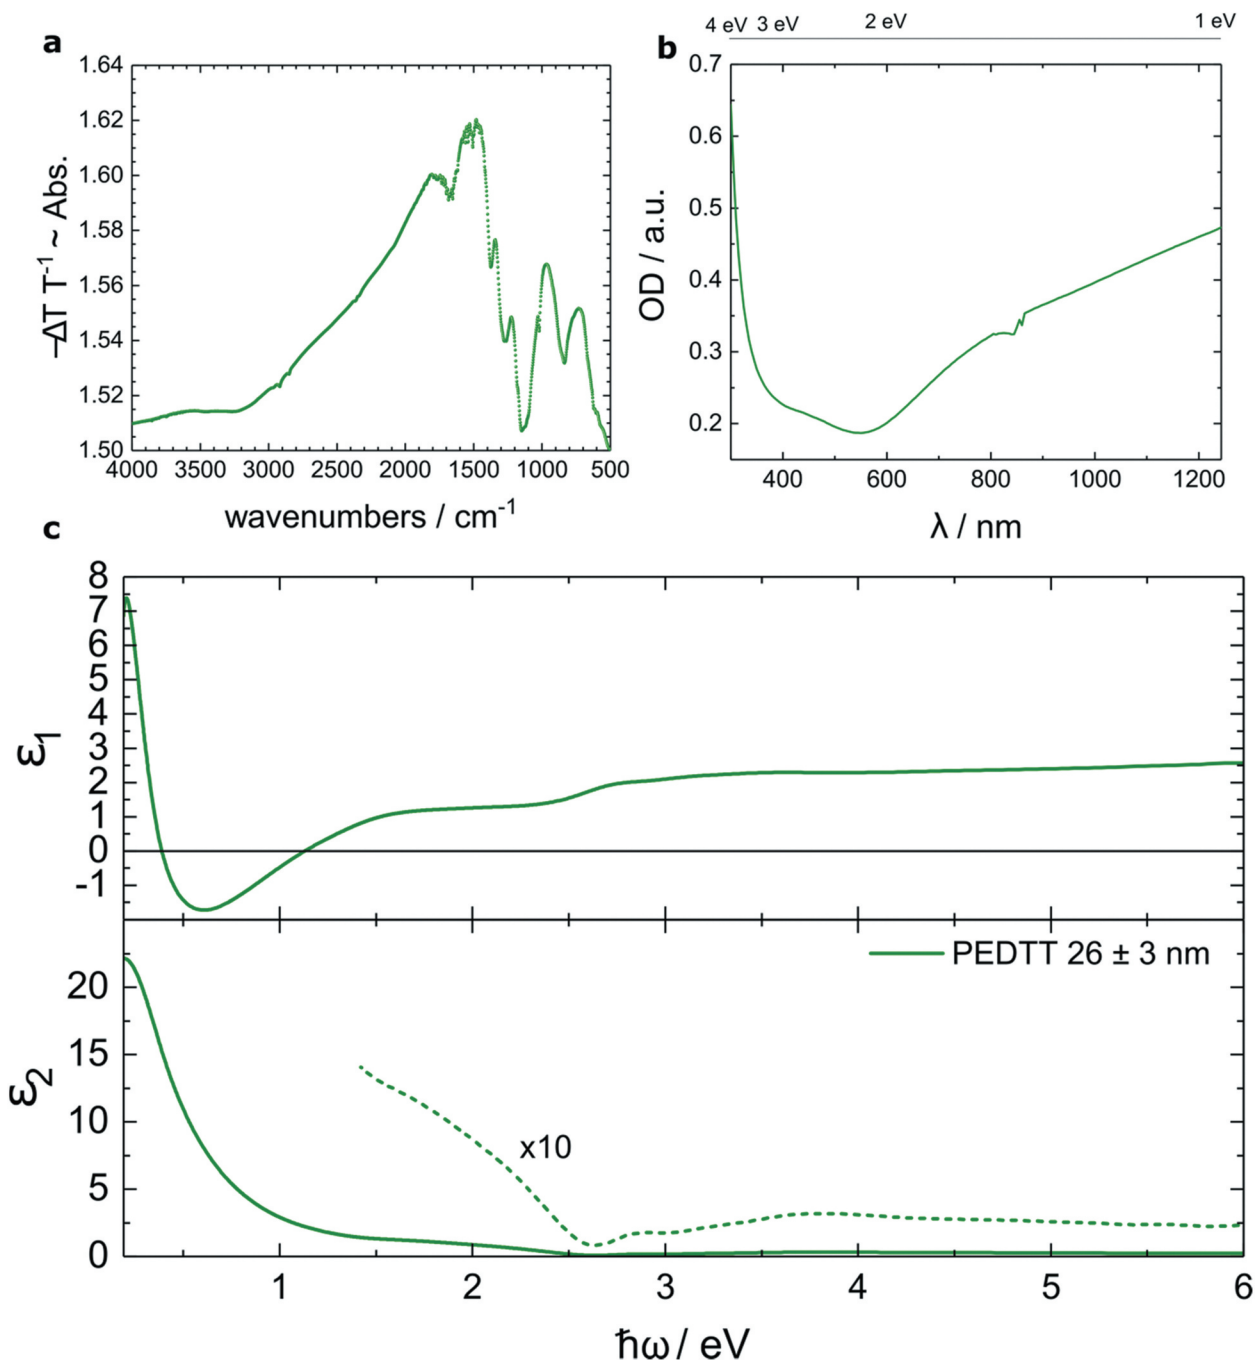 a
1.64
1.62
1.60
1.58
1.56
1.54
1.52
1.50
–ΔT T-1 ~ Abs.
4000 3500 3000 2500 2000 1500 1000 500
wavenumbers / cm-1
b
4 eV 3 eV 2 eV 1 eV
0.7
0.6
0.5
0.4
0.3
0.2
OD / a.u.
400 600 800 1000 1200
λ / nm
c
8
7
6
5
4
3
2
1
0
-1
ε1
PEDTT 26 ± 3 nm
20
15
10
5
0
ε2
x10
1 2 3 4 5 6
ħω / eV